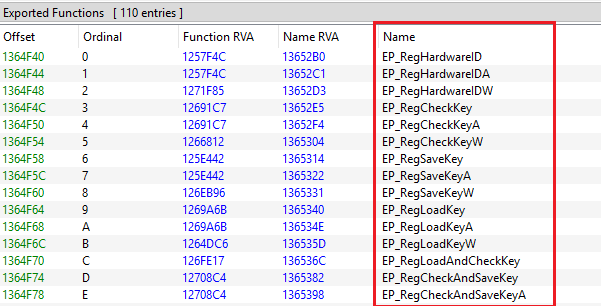 Exported Functions [ 110 entries ]
Offset Ordinal Function RVA Name RVA Name
1364F40 0 1257F4C 13652B0 EP_RegHardwareID
1364F44 1 1257F4C 13652C1 EP_RegHardwareIDA
1364F48 2 1271F85 13652D3 EP_RegHardwareIDW
1364F4C 3 12691C7 13652E5 EP_RegCheckKey
1364F50 4 12691C7 13652F4 EP_RegCheckKeyA
1364F54 5 1266812 1365304 EP_RegCheckKeyW
1364F58 6 125E442 1365314 EP_RegSaveKey
1364F5C 7 125E442 1365322 EP_RegSaveKeyA
1364F60 8 126EB96 1365331 EP_RegSaveKeyW
1364F64 9 1269A6B 1365340 EP_RegLoadKey
1364F68 A 1269A6B 136534E EP_RegLoadKeyA
1364F6C B 1264DC6 136535D EP_RegLoadKeyW
1364F70 C 126FE17 136536C EP_RegLoadAndCheckKey
1364F74 D 12708C4 1365382 EP_RegCheckAndSaveKey
1364F78 E 12708C4 1365398 EP_RegCheckAndSaveKeyA